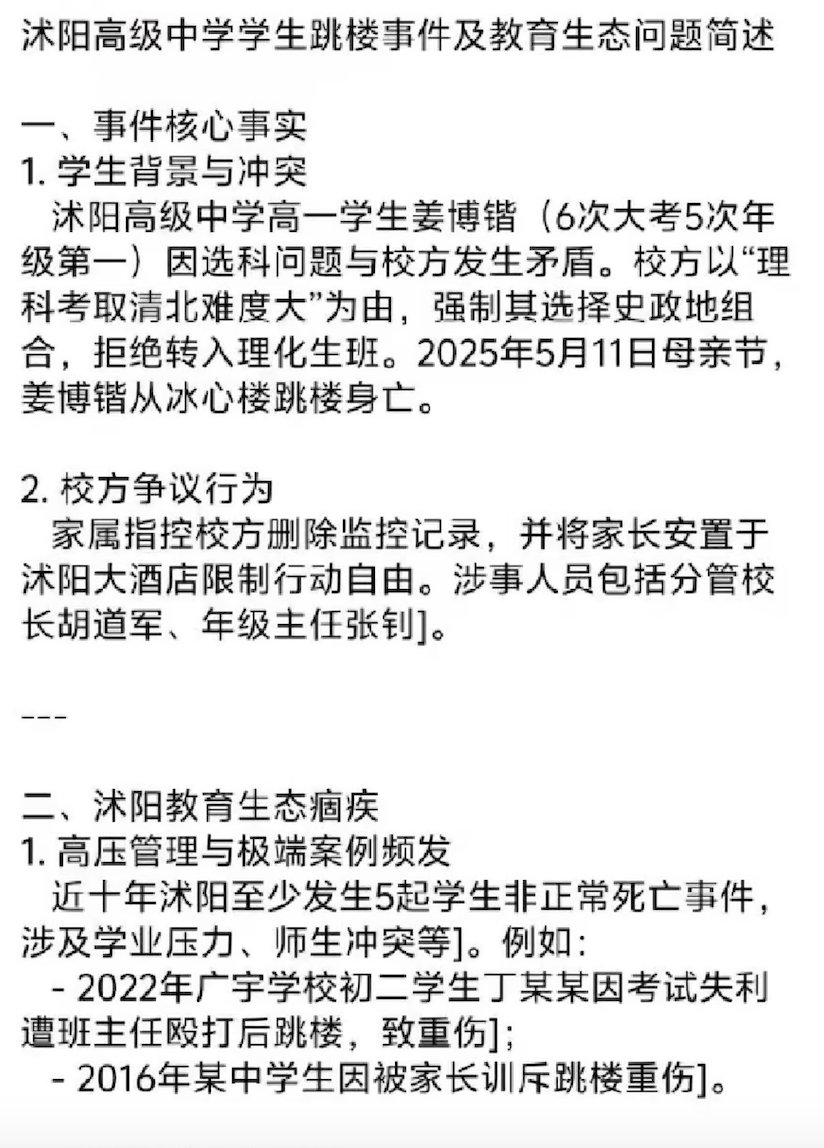 沭阳高级中学学生跳楼事件及教育生态问题简述
一、事件核心事实
1. 学生背景与冲突
沭阳高级中学高一学生姜博锴（6次大考5次年
级第一）因选科问题与校方发生矛盾。校方以“理
科考取清北难度大”为由，强制其选择史政地组
合，拒绝转入理化生班。2025年5月11日母亲节，
姜博锴从冰心楼跳楼身亡。
2. 校方争议行为
家属指控校方删除监控记录，并将家长安置于
沭阳大酒店限制行动自由。涉事人员包括分管校
长胡道军、年级主任张钊]。
---
二、沭阳教育生态痼疾
1. 高压管理与极端案例频发
近十年沭阳至少发生5起学生非正常死亡事件，
涉及学业压力、师生冲突等]。例如：
- 2022年广宇学校初二学生丁某某因考试失利
遭班主任殴打后跳楼，致重伤]；
- 2016年某中学生因被家长训斥跳楼重伤]。